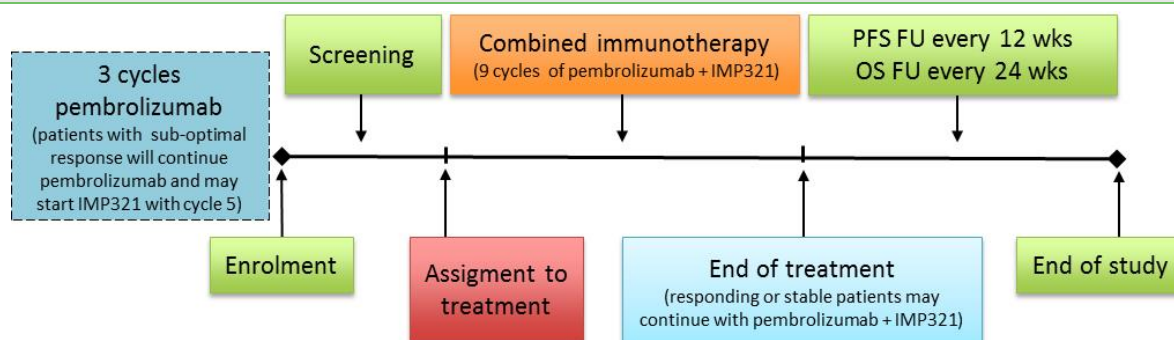 3 cycles
pembrolizumab
(patients with sub-optimal
response will continue
pembrolizumab and may
start IMP321 with cycle 5)
Screening
Combined immunotherapy
(9 cycles of pembrolizumab + IMP321)
PFS FU every 12 wks
OS FU every 24 wks
Enrolment
Assigment to
treatment
End of treatment
(responding or stable patients may
continue with pembrolizumab + IMP321)
End of study